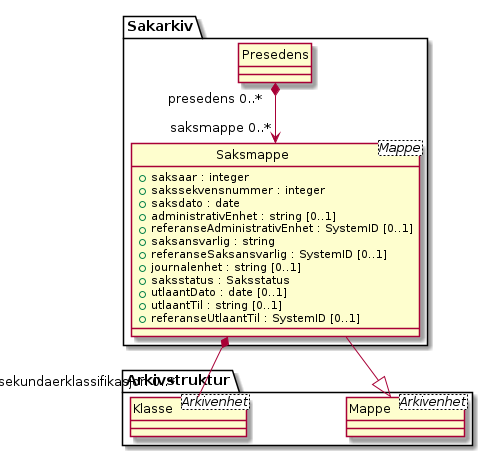 Sakarkiv
Presedens
presedens 0..*
saksmappe 0..*
Saksmappe
Mappe
saksaar : integer
sakssekvensnummer : integer
saksdato : date
administrativEnhet : string [0..1]
referanseAdministrativEnhet : SystemID [0..1]
saksansvarlig : string
referanseSaksansvarlig : SystemID [0..1]
journalenhet : string [0..1]
saksstatus : Saksstatus
utlaantDato : date [0..1]
utlaantTil : string [0..1]
referanseUtlaantTil : SystemID [0..1]
Arkivstruktur
sekundaerklassifikasjon 0..*
Klasse
Arkivenhet
Mappe
Arkivenhet